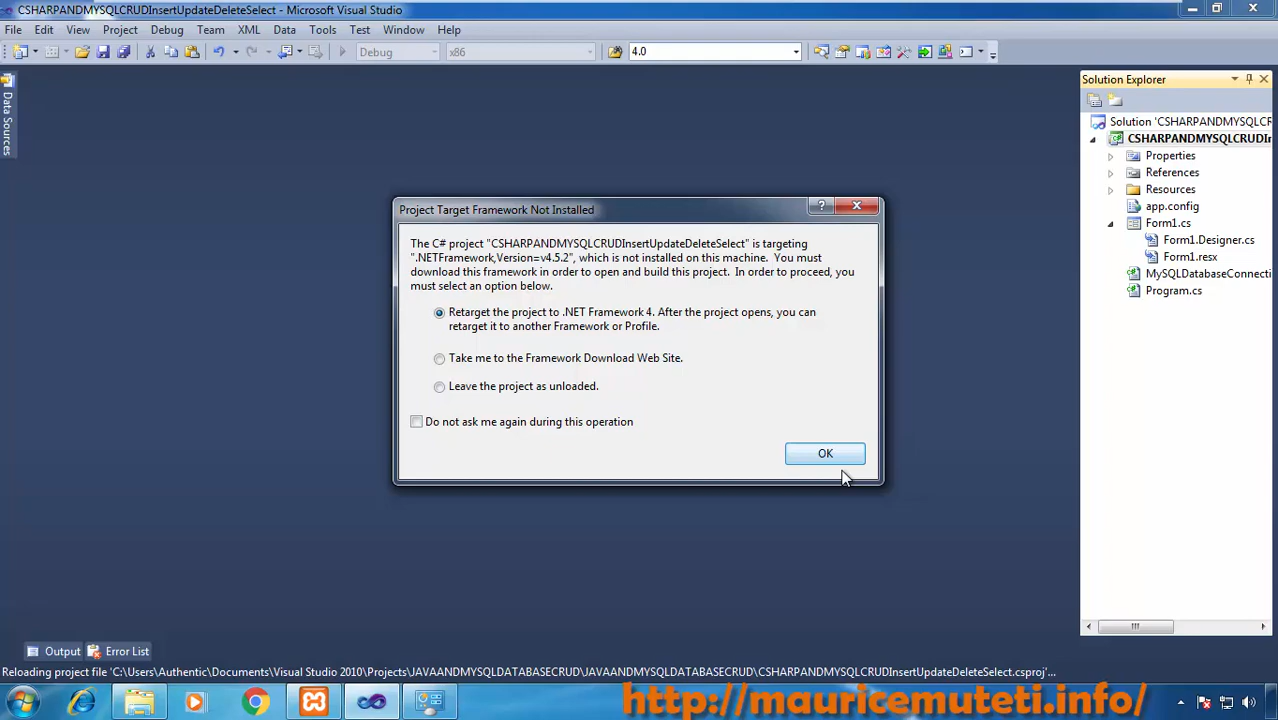 CSHARPANDMYSQLCRUDInsertUpdateDeleteSelect - Microsoft Visual Studio
File Edit View Project Debug Team XML Data Tools Test Window Help
Debug x86 4.0
Data Sources
Solution Explorer
Solution 'CSHARPANDMYSQLCR
CSHARPANDMYSQLCRUDI
Properties
References
Resources
app.config
Form1.cs
Form1.Designer.cs
Form1.resx
MySQLDatabaseConnecti
Program.cs
Project Target Framework Not Installed
The C# project "CSHARPANDMYSQLCRUDInsertUpdateDeleteSelect" is targeting
".NETFramework,Version=v4.5.2", which is not installed on this machine. You must
download this framework in order to open and build this project. In order to proceed, you
must select an option below.
Retarget the project to .NET Framework 4. After the project opens, you can
retarget it to another Framework or Profile.
Take me to the Framework Download Web Site.
Leave the project as unloaded.
Do not ask me again during this operation
OK
Output Error List
Reloading project file 'C:\Users\Authentic\Documents\Visual Studio 2010\Projects\JAVAANDMYSQLDATABASECRUD\JAVAANDMYSQLDATABASECRUD\CSHARPANDMYSQLCRUDInsertUpdateDeleteSelect.csproj'...
http://mauricemuteti.info/